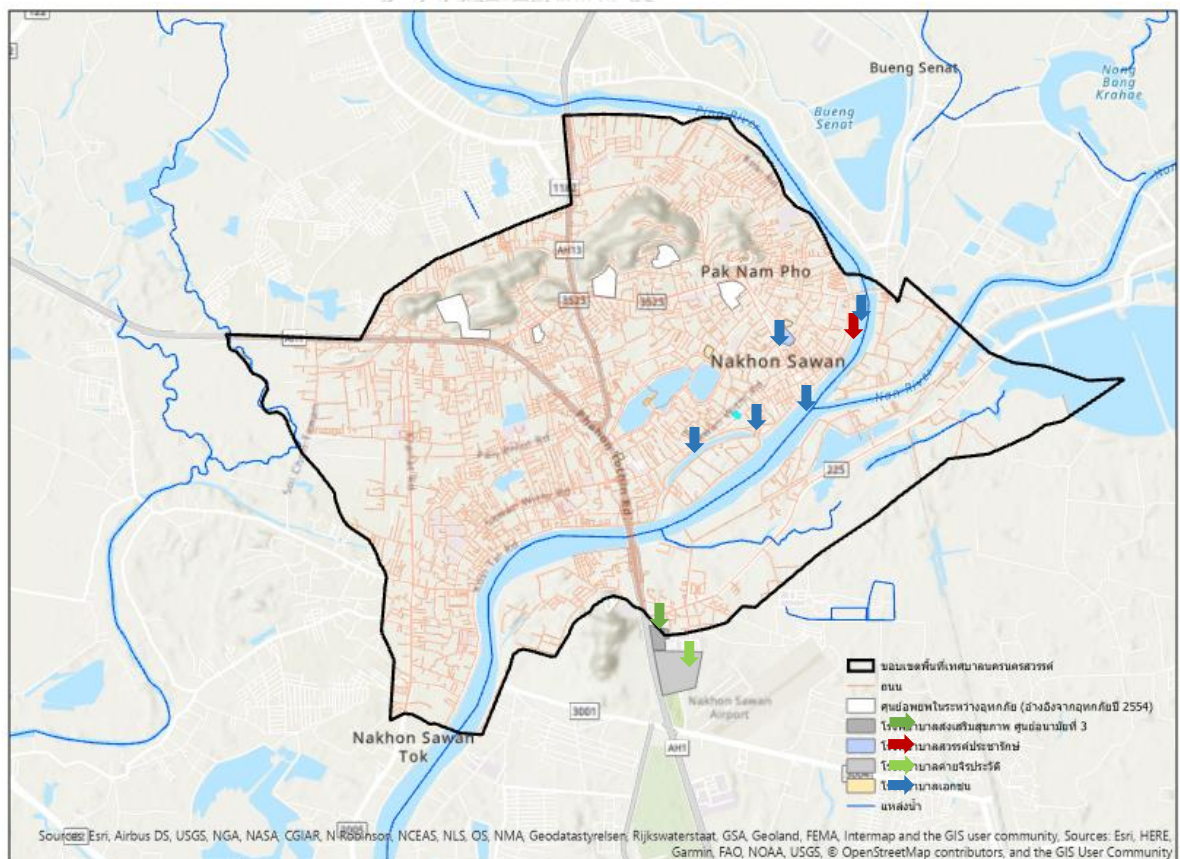 Bueng Senat
Nong
Bang
Krahae
Bueng
Senat
Ping River
AH13
Pak Nam Pho
3523
3523
Nakhon Sawan
Nan River
225
Nakhon Sawan
Airport
3001
AH1
Nakhon Sawan
Tok
ขอบเขตพื้นที่เทศบาลนครนครสวรรค์
ถนน
ศูนย์อพยพในระหว่างอุทกภัย (อ้างอิงจากอุทกภัยปี 2554)
โรงพยาบาลส่งเสริมสุขภาพ ศูนย์อนามัยที่ 3
โรงพยาบาลสวรรค์ประชารักษ์
โรงพยาบาลค่ายจิรประวัติ
โรงพยาบาลเอกชน
แหล่งน้ำ
Sources: Esri, Airbus DS, USGS, NGA, NASA, CGIAR, N Robinson, NCEAS, NLS, OS, NMA, Geodatastyrelsen, Rijkswaterstaat, GSA, Geoland, FEMA, Intermap and the GIS user community, Sources: Esri, HERE,
Garmin, FAO, NOAA, USGS, © OpenStreetMap contributors, and the GIS User Community